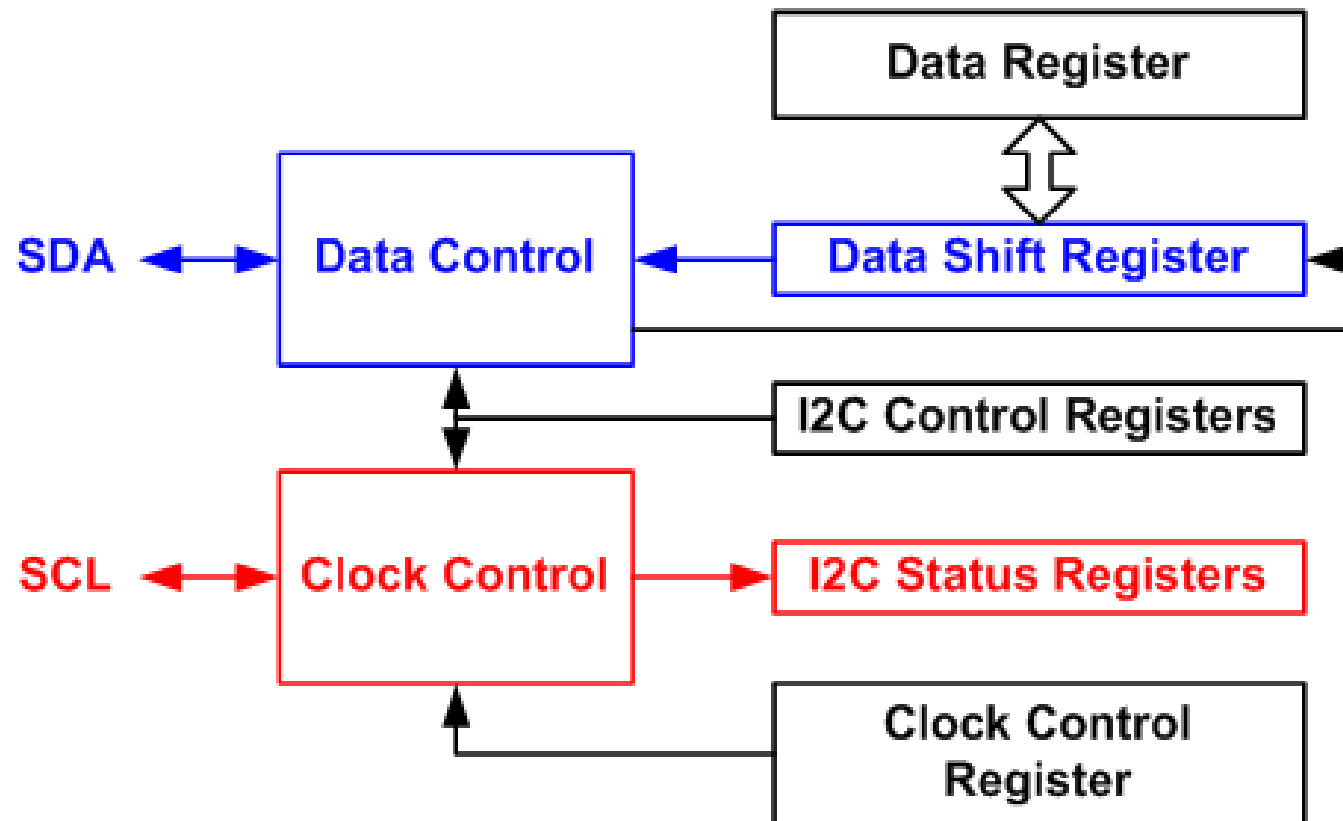 Data Register
SDA
Data Control
Data Shift Register
I2C Control Registers
SCL
Clock Control
I2C Status Registers
Clock Control
Register